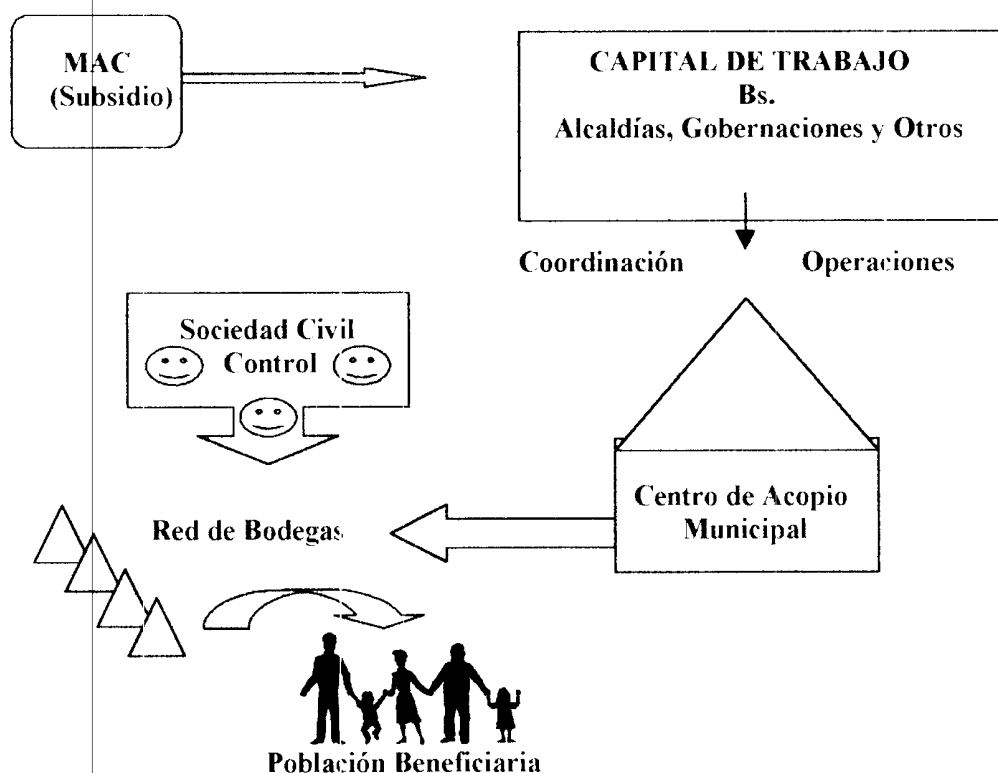 MAC
(Subsidio)
CAPITAL DE TRABAJO
Bs.
Alcaldías, Gobernaciones y Otros
Coordinación
Operaciones
Sociedad Civil
Control
Centro de Acopio
Municipal
Red de Bodegas
Población Beneficiaria